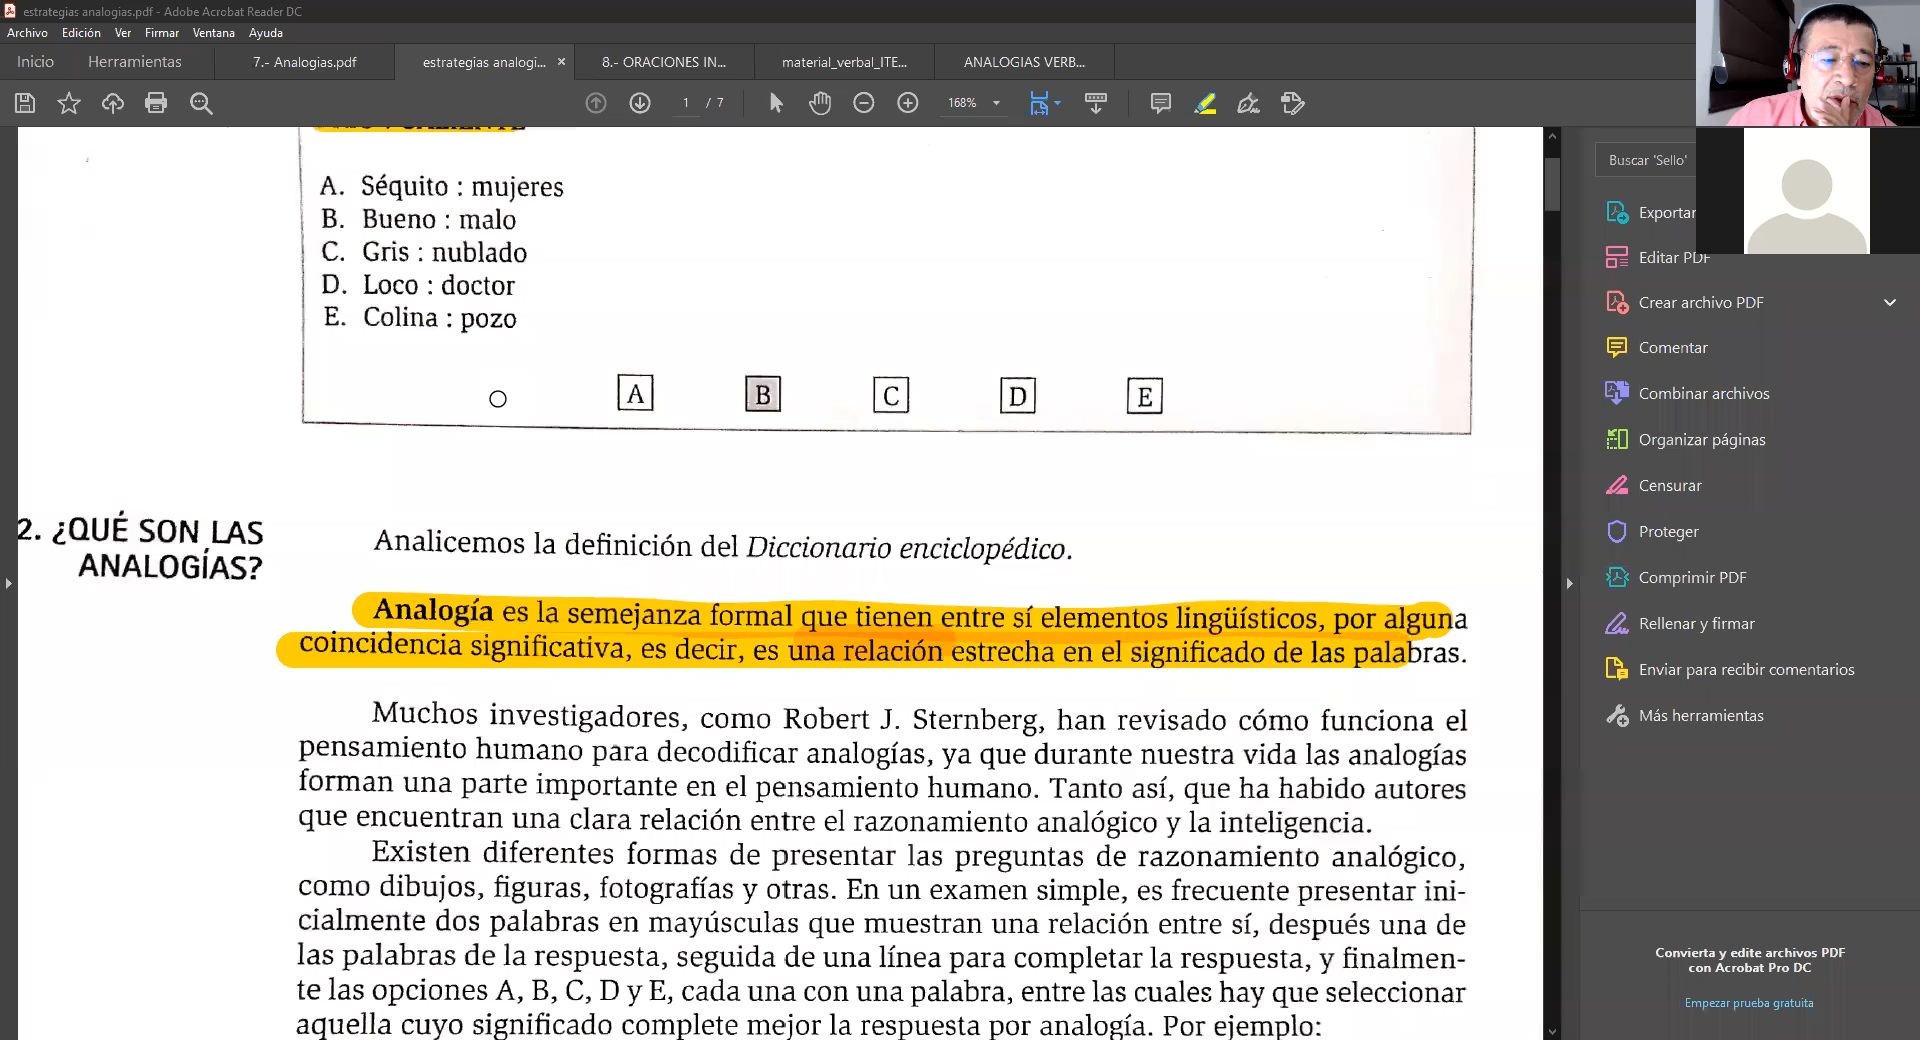 estrategias analogias.pdf - Adobe Acrobat Reader DC
Archivo Edición Ver Firmar Ventana Ayuda
Inicio Herramientas 7.- Analogias.pdf estrategias analogi... × 8.- ORACIONES IN... material_verbal_ITE... ANALOGIAS VERB...
1 / 7 168%
A. Séquito : mujeres
B. Bueno : malo
C. Gris : nublado
D. Loco : doctor
E. Colina : pozo
A B C D E
2. ¿QUÉ SON LAS
ANALOGÍAS?
Analicemos la definición del Diccionario enciclopédico.
Analogía es la semejanza formal que tienen entre sí elementos lingüísticos, por alguna
coincidencia significativa, es decir, es una relación estrecha en el significado de las palabras.
Muchos investigadores, como Robert J. Sternberg, han revisado cómo funciona el
pensamiento humano para decodificar analogías, ya que durante nuestra vida las analogías
forman una parte importante en el pensamiento humano. Tanto así, que ha habido autores
que encuentran una clara relación entre el razonamiento analógico y la inteligencia.
Existen diferentes formas de presentar las preguntas de razonamiento analógico,
como dibujos, figuras, fotografías y otras. En un examen simple, es frecuente presentar ini-
cialmente dos palabras en mayúsculas que muestran una relación entre sí, después una de
las palabras de la respuesta, seguida de una línea para completar la respuesta, y finalmen-
te las opciones A, B, C, D y E, cada una con una palabra, entre las cuales hay que seleccionar
aquella cuyo significado complete mejor la respuesta por analogía. Por ejemplo:
Buscar 'Sello'
Exportar
Editar PDF
Crear archivo PDF
Comentar
Combinar archivos
Organizar páginas
Censurar
Proteger
Comprimir PDF
Rellenar y firmar
Enviar para recibir comentarios
Más herramientas
Convierta y edite archivos PDF
con Acrobat Pro DC
Empezar prueba gratuita